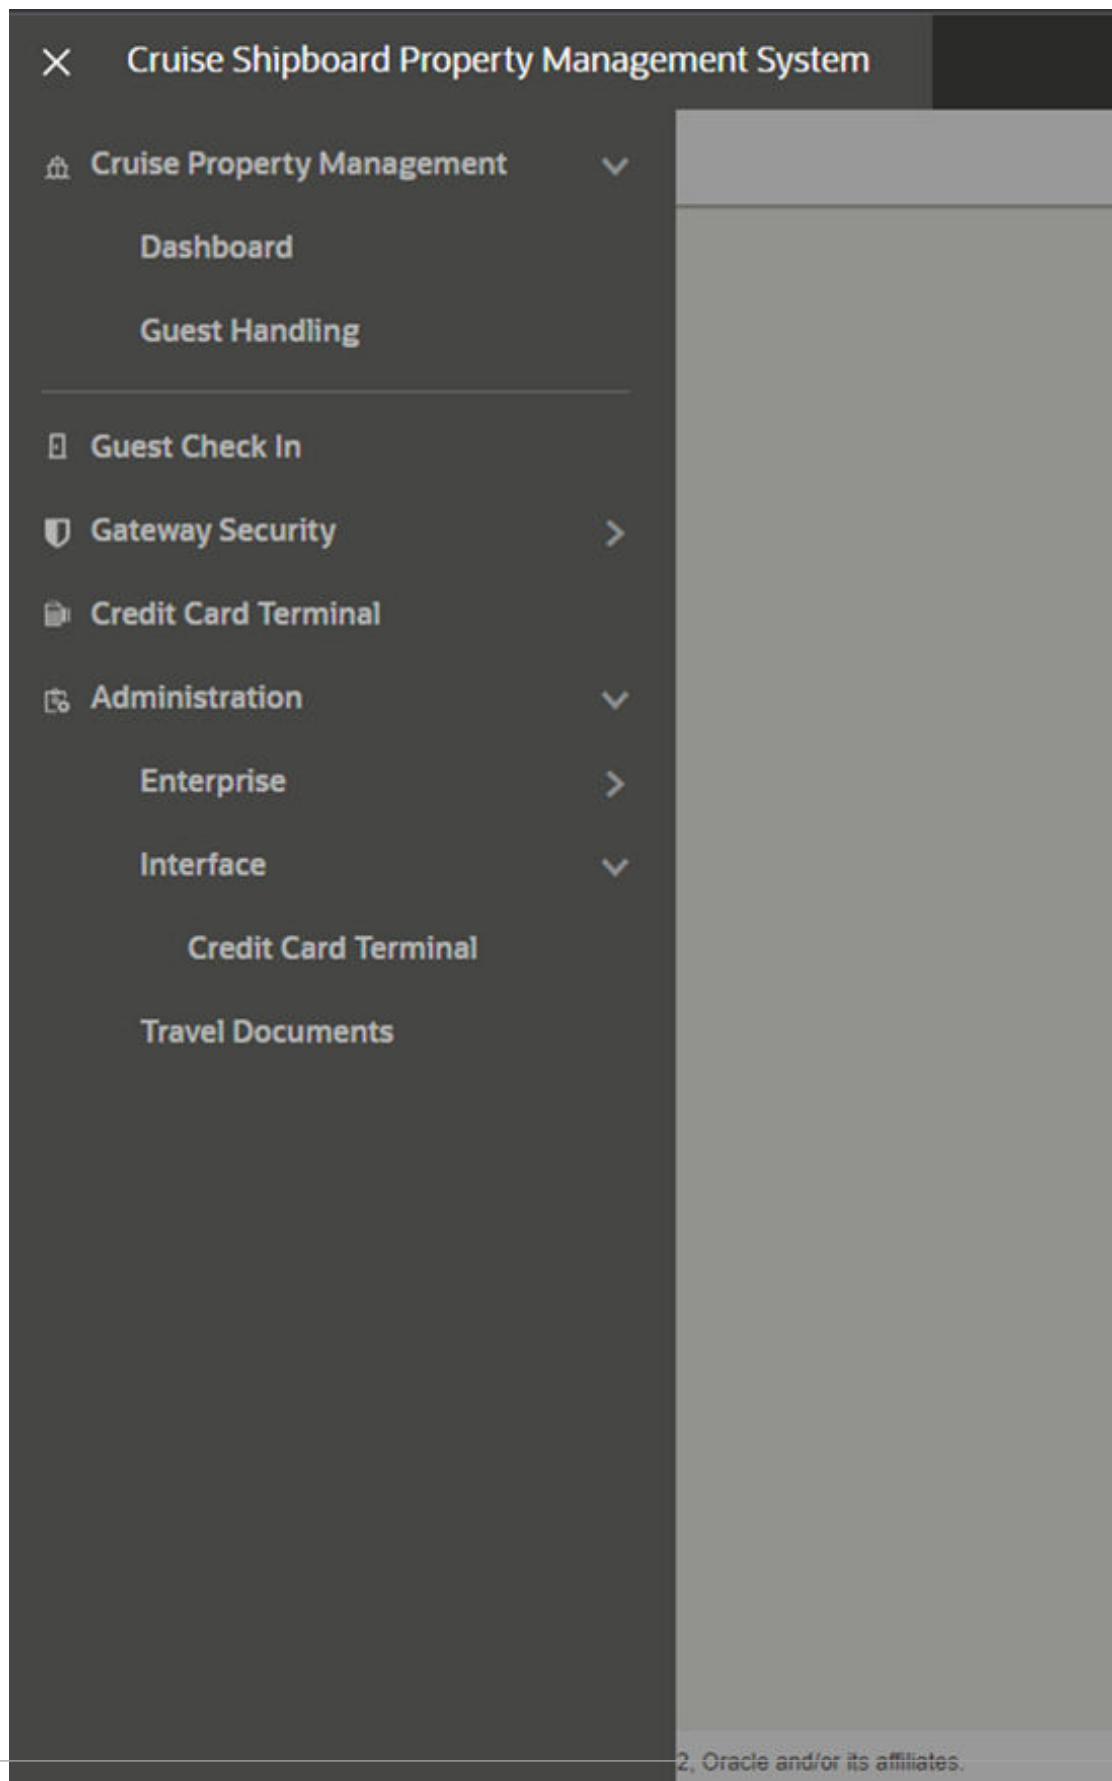 Cruise Shipboard Property Management System
Cruise Property Management
Dashboard
Guest Handling
Guest Check In
Gateway Security
Credit Card Terminal
Administration
Enterprise
Interface
Credit Card Terminal
Travel Documents
2, Oracle and/or its affiliates.